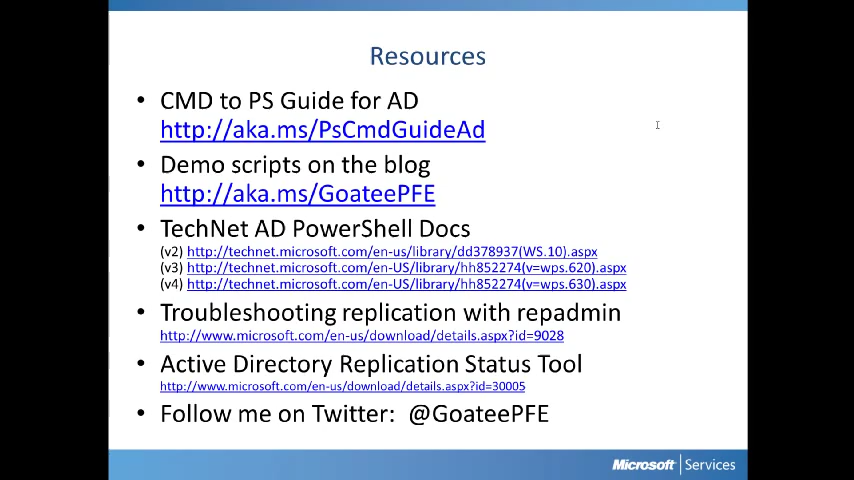 Resources
• CMD to PS Guide for AD
http://aka.ms/PsCmdGuideAd
• Demo scripts on the blog
http://aka.ms/GoateePFE
• TechNet AD PowerShell Docs
(v2) http://technet.microsoft.com/en-us/library/dd378937(WS.10).aspx
(v3) http://technet.microsoft.com/en-US/library/hh852274(v=wps.620).aspx
(v4) http://technet.microsoft.com/en-US/library/hh852274(v=wps.630).aspx
• Troubleshooting replication with repadmin
http://www.microsoft.com/en-us/download/details.aspx?id=9028
• Active Directory Replication Status Tool
http://www.microsoft.com/en-us/download/details.aspx?id=30005
• Follow me on Twitter: @GoateePFE
Microsoft | Services